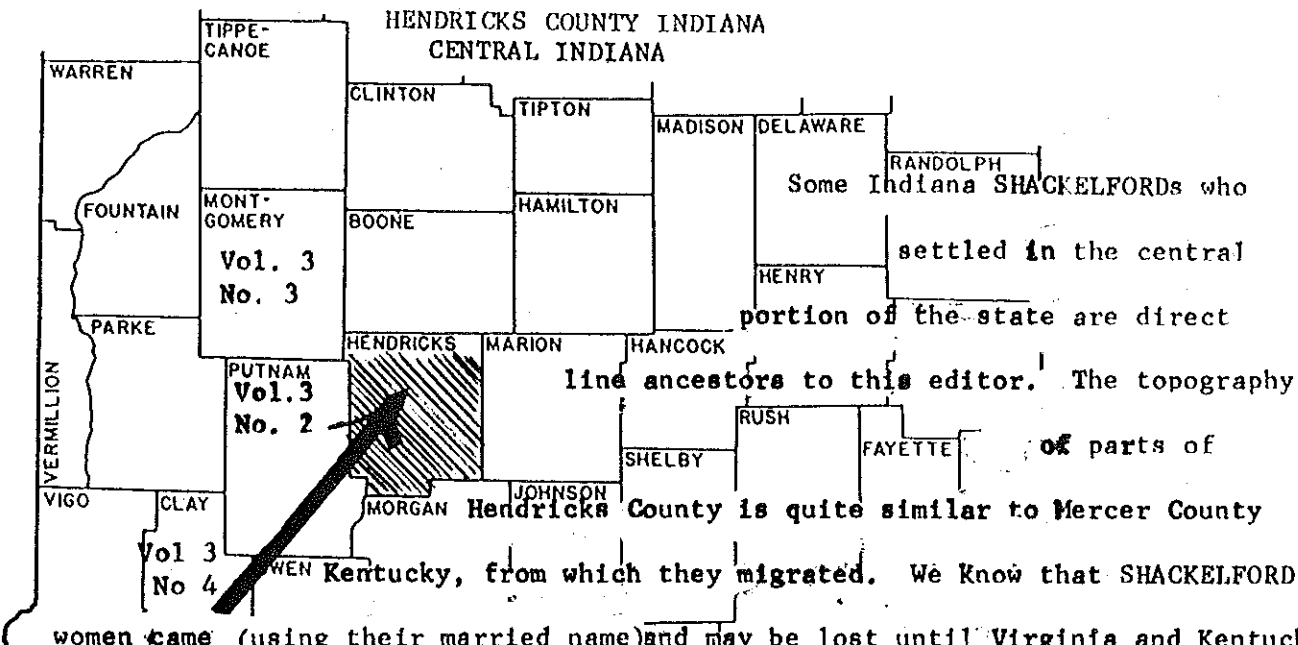 HENDRICKS COUNTY INDIANA
CENTRAL INDIANA
TIPPE-
CANOE
WARREN
CLINTON
TIPTON
MADISON
DELAWARE
RANDOLPH
Some Indiana SHACKELFORDs who
FOUNTAIN
MONT-
GOMERY
BOONE
HAMILTON
Vol. 3
No. 3
settled in the central
HENRY
portion of the state are direct
PARKE
HENDRICKS
MARION
HANCOCK
PUTNAM
Vol.3
No. 2
line ancestors to this editor. The topography
VERMILLION
RUSH
FAYETTE
SHELBY
of parts of
VIGO
CLAY
MORGAN
JOHNSON
Hendricks County is quite similar to Mercer County
Vol 3
No 4
WEN
Kentucky, from which they migrated. We Know that SHACKELFORD
women came (using their married name)and may be lost until Virginia and Kentuc